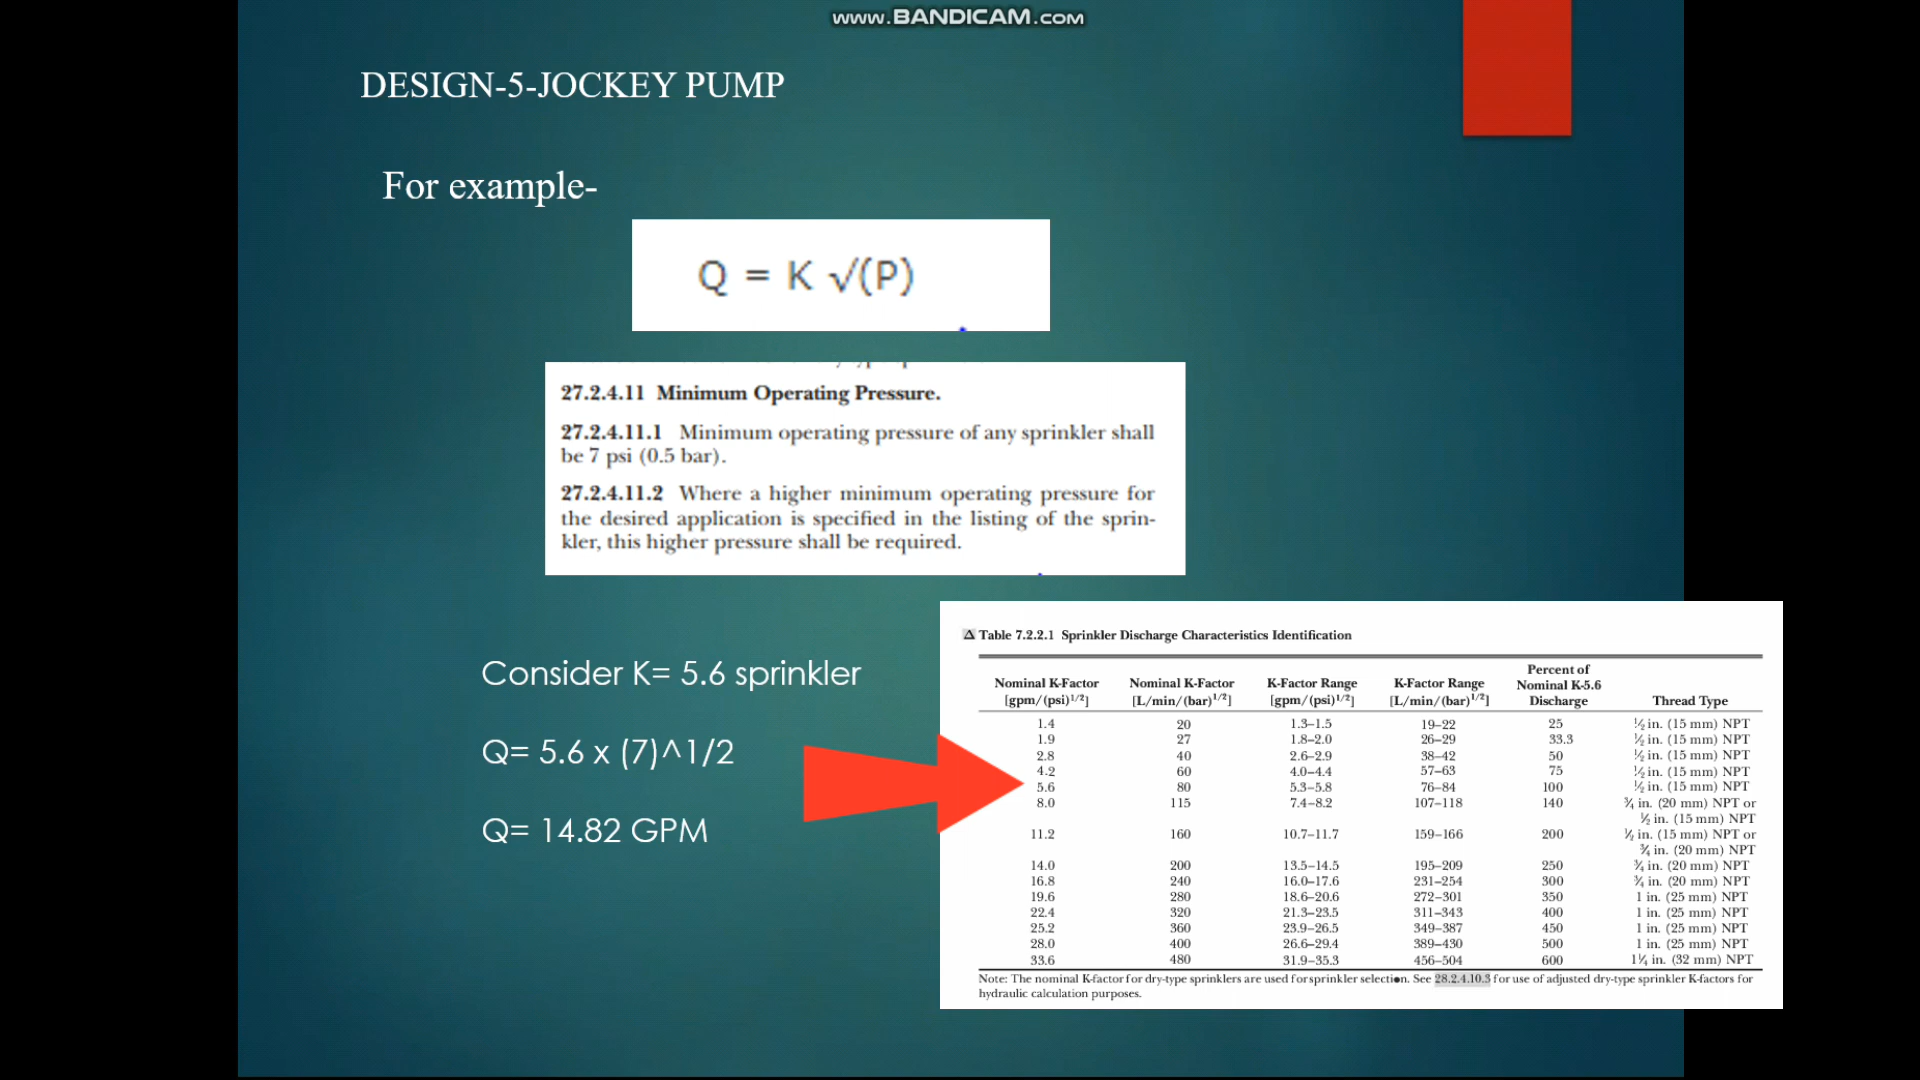 www.BANDICAM.com
DESIGN-5-JOCKEY PUMP
For example-
Q = K √(P)
27.2.4.11 Minimum Operating Pressure.
27.2.4.11.1 Minimum operating pressure of any sprinkler shall
be 7 psi (0.5 bar).
27.2.4.11.2 Where a higher minimum operating pressure for
the desired application is specified in the listing of the sprin-
kler, this higher pressure shall be required.
Consider K= 5.6 sprinkler
Q= 5.6 x (7)^1/2
Q= 14.82 GPM
Δ Table 7.2.2.1 Sprinkler Discharge Characteristics Identification
Percent of
Nominal K-Factor Nominal K-Factor K-Factor Range K-Factor Range Nominal K-5.6
[gpm/(psi)^1/2] [L/min/(bar)^1/2] [gpm/(psi)^1/2] [L/min/(bar)^1/2] Discharge Thread Type
1.4 20 1.3–1.5 19–22 25 ½ in. (15 mm) NPT
1.9 27 1.8–2.0 26–29 33.3 ½ in. (15 mm) NPT
2.8 40 2.6–2.9 38–42 50 ½ in. (15 mm) NPT
4.2 60 4.0–4.4 57–63 75 ½ in. (15 mm) NPT
5.6 80 5.3–5.8 76–84 100 ½ in. (15 mm) NPT
8.0 115 7.4–8.2 107–118 140 ¾ in. (20 mm) NPT or
½ in. (15 mm) NPT
11.2 160 10.7–11.7 159–166 200 ½ in. (15 mm) NPT or
¾ in. (20 mm) NPT
14.0 200 13.5–14.5 195–209 250 ¾ in. (20 mm) NPT
16.8 240 16.0–17.6 231–254 300 ¾ in. (20 mm) NPT
19.6 280 18.6–20.6 272–301 350 1 in. (25 mm) NPT
22.4 320 21.3–23.5 311–343 400 1 in. (25 mm) NPT
25.2 360 23.9–26.5 349–387 450 1 in. (25 mm) NPT
28.0 400 26.6–29.4 389–430 500 1 in. (25 mm) NPT
33.6 480 31.9–35.3 456–504 600 1¼ in. (32 mm) NPT
Note: The nominal K-factor for dry-type sprinklers are used for sprinkler selection. See 28.2.4.10.3 for use of adjusted dry-type sprinkler K-factors for
hydraulic calculation purposes.